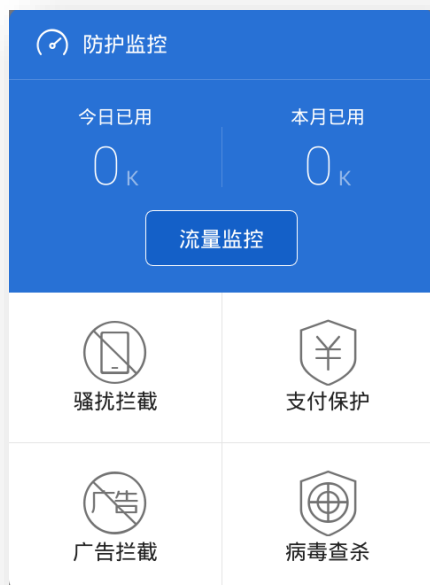 防护监控
今日已用 本月已用
0 K 0 K
流量监控
骚扰拦截 支付保护
广告
广告拦截 病毒查杀